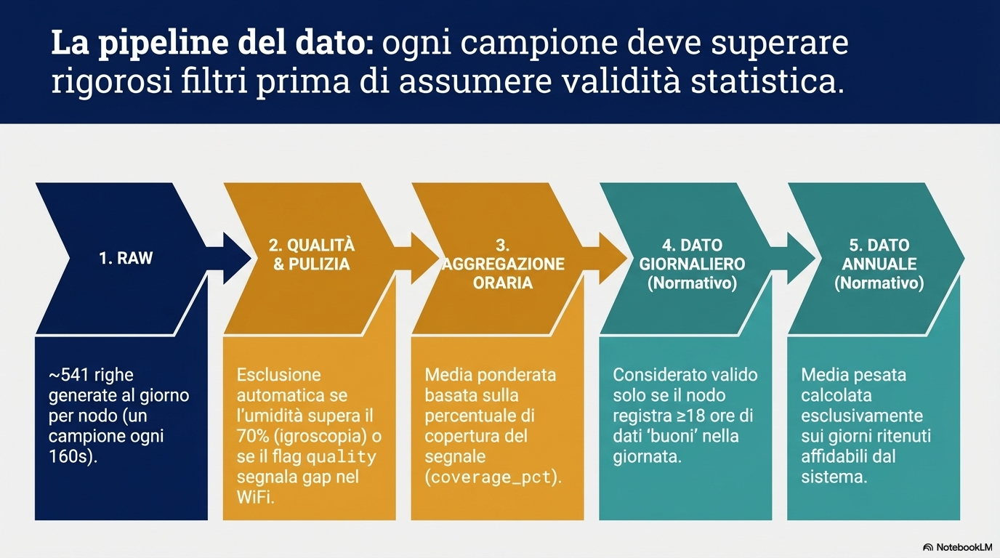 La pipeline del dato: ogni campione deve superare
rigorosi filtri prima di assumere validità statistica.
1. RAW
~541 righe
generate al giorno
per nodo (un
campione ogni
160s).
2. QUALITÀ
& PULIZIA
Esclusione
automatica se
l’umidità supera il
70% (igroscopia) o
se il flag quality
segnala gap nel
WiFi.
3.
AGGREGAZIONE
ORARIA
Media ponderata
basata sulla
percentuale di
copertura del
segnale
(coverage_pct).
4. DATO
GIORNALIERO
(Normativo)
Considerato valido
solo se il nodo
registra ≥18 ore di
dati ‘buoni’ nella
giornata.
5. DATO
ANNUALE
(Normativo)
Media pesata
calcolata
esclusivamente
sui giorni ritenuti
affidabili dal
sistema.
NotebookLM